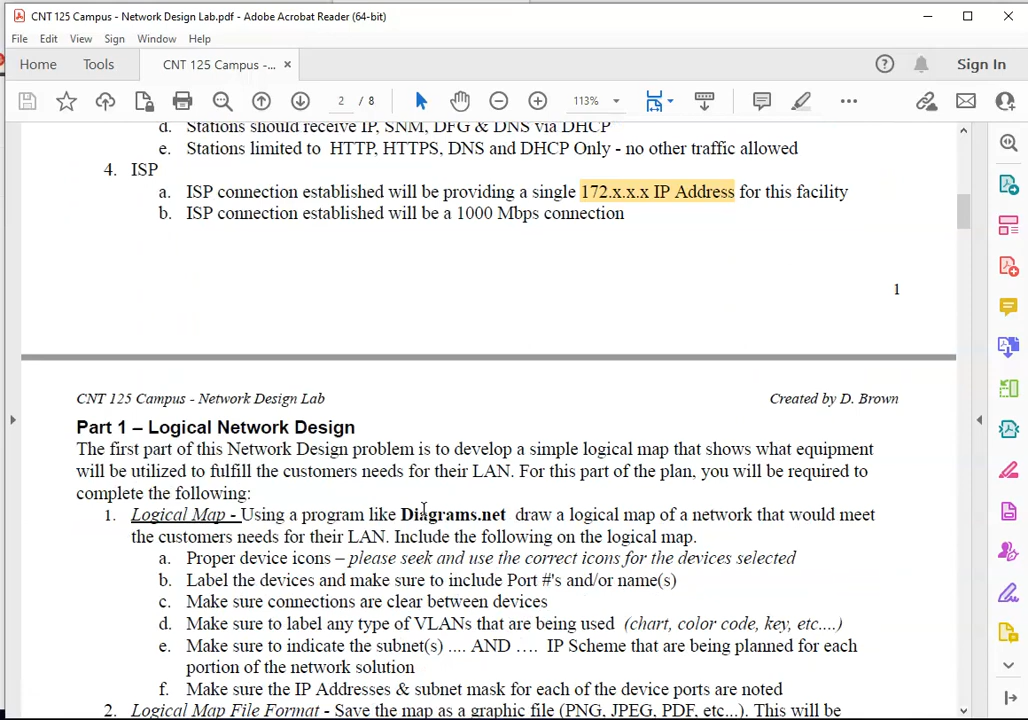 CNT 125 Campus - Network Design Lab.pdf - Adobe Acrobat Reader (64-bit)
File Edit View Sign Window Help
Home Tools CNT 125 Campus -... × Sign In
2 / 8 113%
d. Stations should receive IP, SNM, DFG & DNS via DHCP
e. Stations limited to HTTP, HTTPS, DNS and DHCP Only - no other traffic allowed
4. ISP
a. ISP connection established will be providing a single 172.x.x.x IP Address for this facility
b. ISP connection established will be a 1000 Mbps connection
1
CNT 125 Campus - Network Design Lab Created by D. Brown
Part 1 – Logical Network Design
The first part of this Network Design problem is to develop a simple logical map that shows what equipment
will be utilized to fulfill the customers needs for their LAN. For this part of the plan, you will be required to
complete the following:
1. Logical Map - Using a program like Diagrams.net draw a logical map of a network that would meet
the customers needs for their LAN. Include the following on the logical map.
a. Proper device icons – please seek and use the correct icons for the devices selected
b. Label the devices and make sure to include Port #'s and/or name(s)
c. Make sure connections are clear between devices
d. Make sure to label any type of VLANs that are being used (chart, color code, key, etc....)
e. Make sure to indicate the subnet(s) .... AND .... IP Scheme that are being planned for each
portion of the network solution
f. Make sure the IP Addresses & subnet mask for each of the device ports are noted
2. Logical Map File Format - Save the map as a graphic file (PNG, JPEG, PDF, etc...). This will be